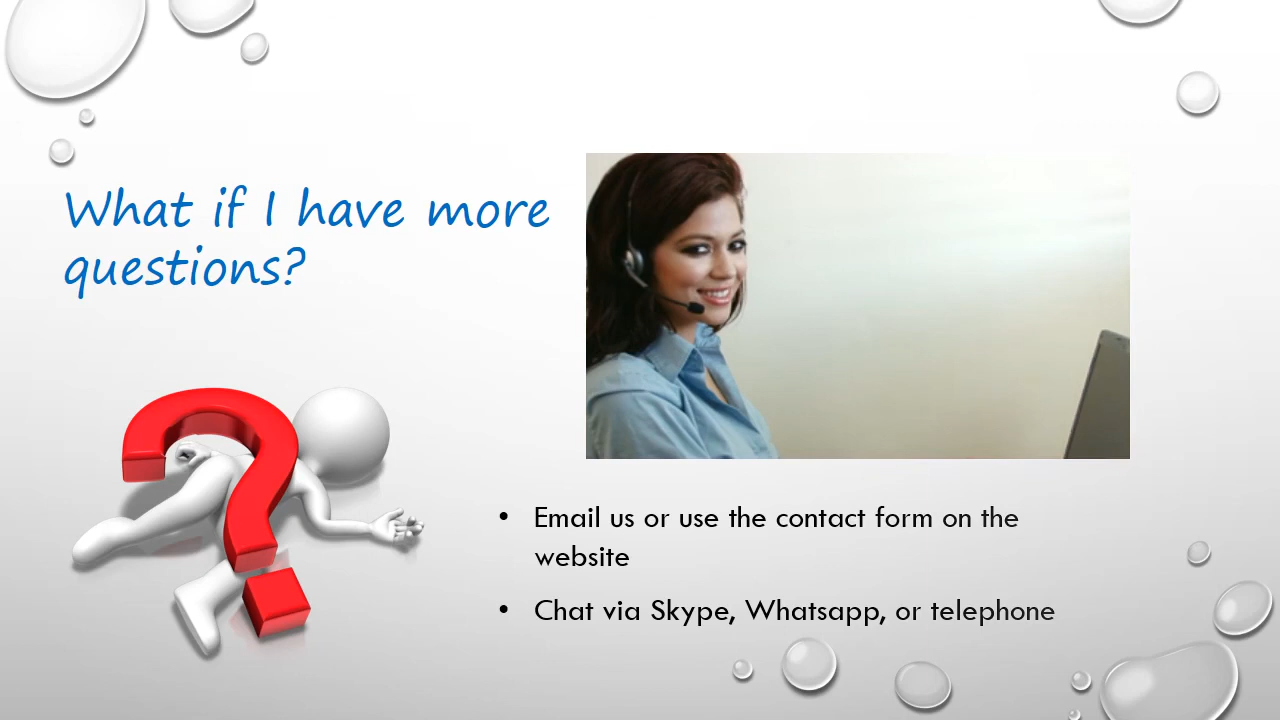 What if I have more
questions?
• Email us or use the contact form on the
website
• Chat via Skype, Whatsapp, or telephone